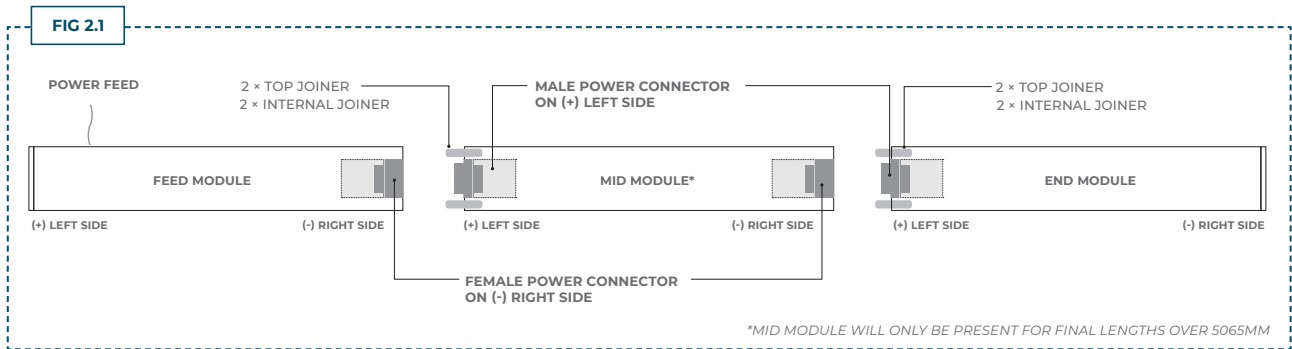 FIG 2.1
POWER FEED
2 × TOP JOINER
2 × INTERNAL JOINER
MALE POWER CONNECTOR
ON (+) LEFT SIDE
2 × TOP JOINER
2 × INTERNAL JOINER
FEED MODULE
MID MODULE*
END MODULE
(+) LEFT SIDE
(-) RIGHT SIDE
(+) LEFT SIDE
(-) RIGHT SIDE
(+) LEFT SIDE
(-) RIGHT SIDE
FEMALE POWER CONNECTOR
ON (-) RIGHT SIDE
*MID MODULE WILL ONLY BE PRESENT FOR FINAL LENGTHS OVER 5065MM